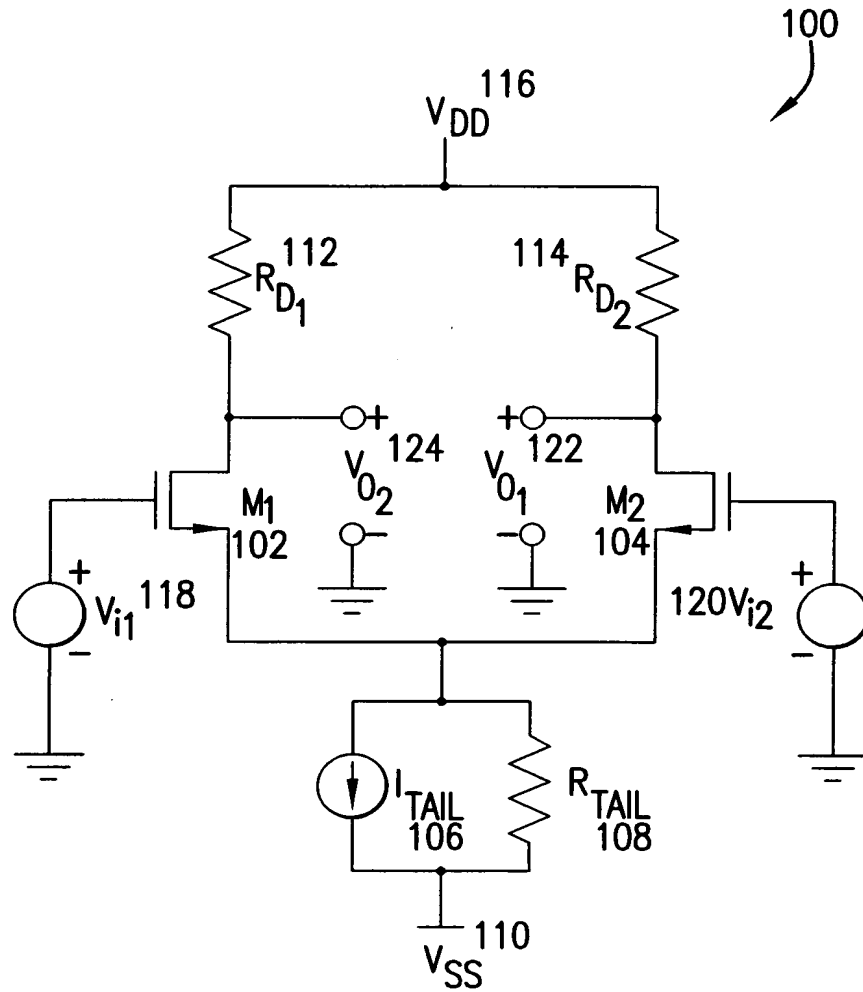 100
116
VDD
112
RD1
114
RD2
+
124
VO2
-
+
122
VO1
-
M1
102
M2
104
+
Vi1 118
-
+
120Vi2
-
ITAIL
106
RTAIL
108
110
VSS